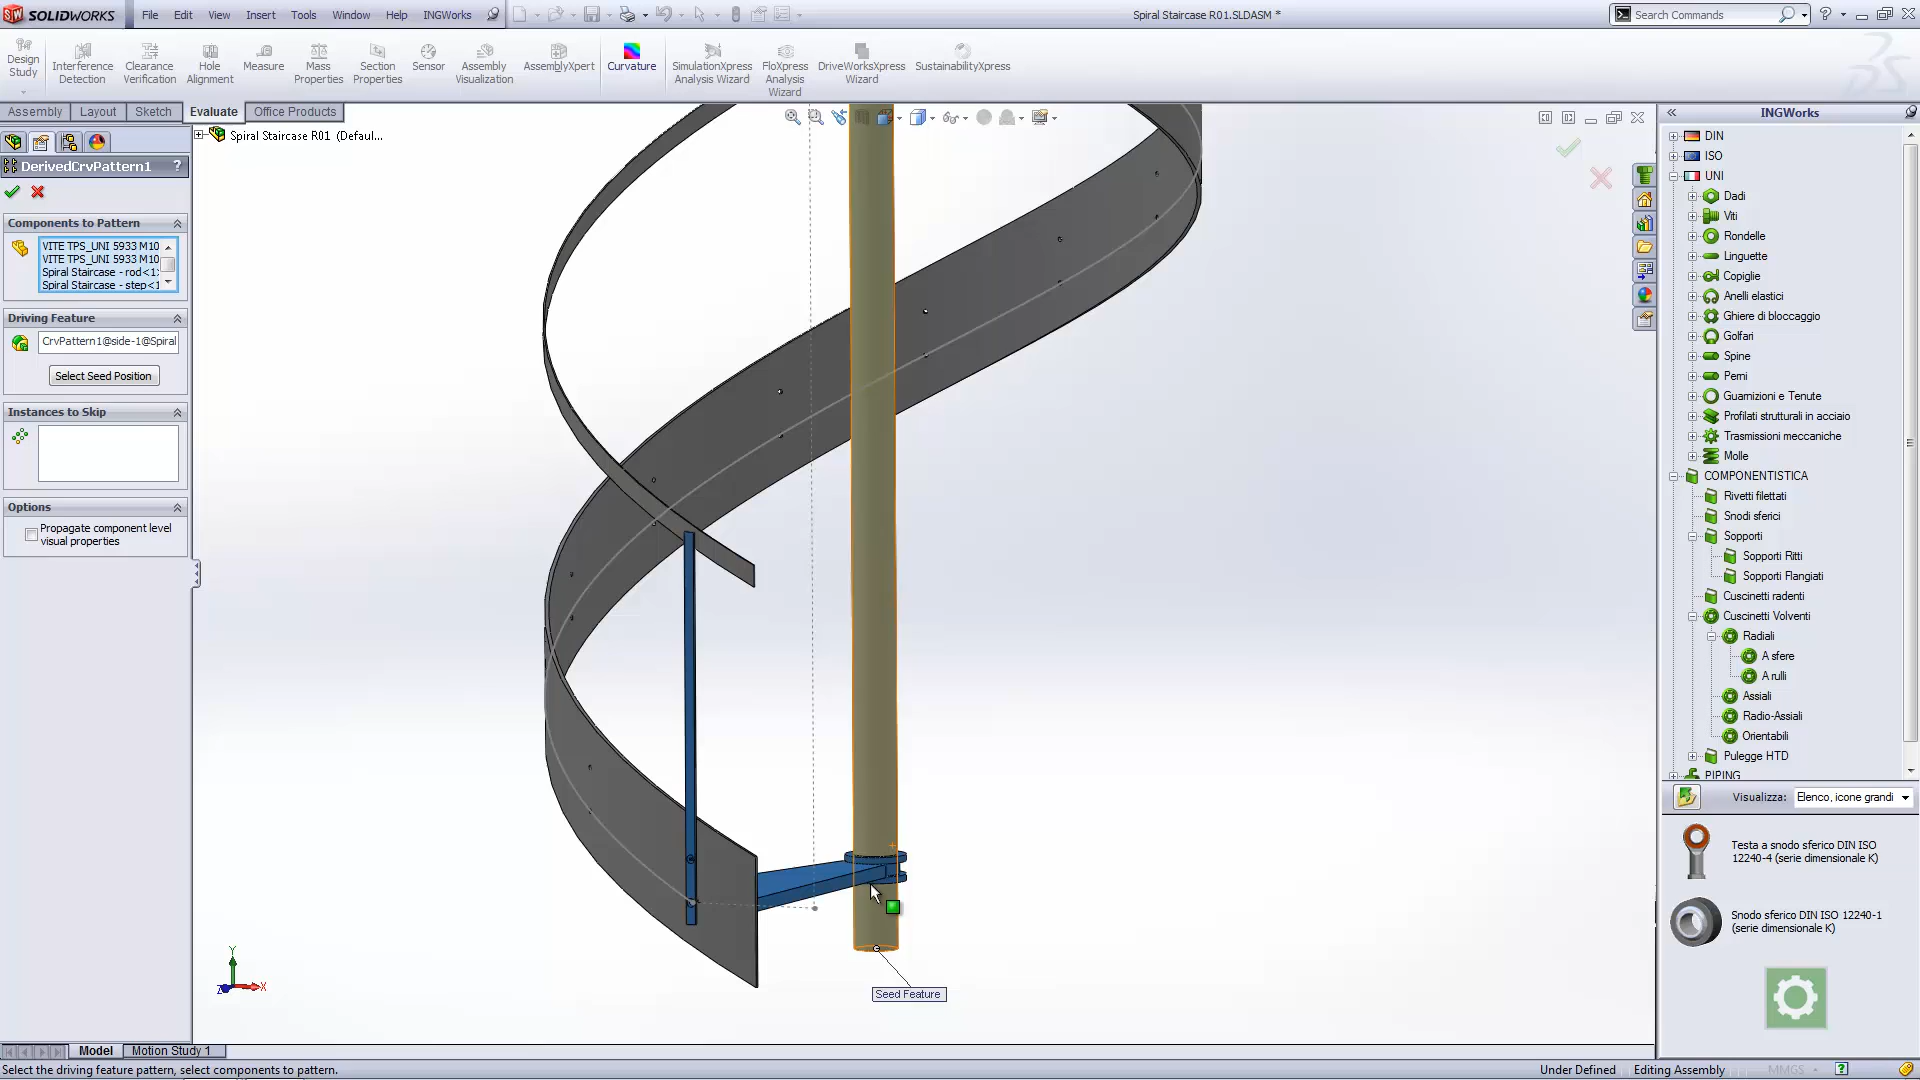 SOLIDWORKS
File Edit View Insert Tools Window Help INGWorks
Spiral Staircase R01.SLDASM *
Search Commands
Design Study
Interference Detection
Clearance Verification
Hole Alignment
Measure
Mass Properties
Section Properties
Sensor
Assembly Visualization
AssemblyXpert
Curvature
SimulationXpress Analysis Wizard
FloXpress Analysis Wizard
DriveWorksXpress Wizard
SustainabilityXpress
Assembly Layout Sketch Evaluate Office Products
DerivedCrvPattern1 ?
Components to Pattern
VITE TPS_UNI 5933 M10
VITE TPS_UNI 5933 M10
Spiral Staircase - rod<1>
Spiral Staircase - step<1
Driving Feature
CrvPattern1@side-1@Spiral
Select Seed Position
Instances to Skip
Options
Propagate component level
visual properties
Spiral Staircase R01 (Defaul...
Seed Feature
Y
X
Z
INGWorks
DIN
ISO
UNI
Dadi
Viti
Rondelle
Linguette
Copiglie
Anelli elastici
Ghiere di bloccaggio
Golfari
Spine
Perni
Guarnizioni e Tenute
Profilati strutturali in acciaio
Trasmissioni meccaniche
Molle
COMPONENTISTICA
Rivetti filettati
Snodi sferici
Sopporti
Sopporti Ritti
Sopporti Flangiati
Cuscinetti radenti
Cuscinetti Volventi
Radiali
A sfere
A rulli
Assiali
Radio-Assiali
Orientabili
Pulegge HTD
PIPING
Visualizza: Elenco, icone grandi
Testa a snodo sferico DIN ISO
12240-4 (serie dimensionale K)
Snodo sferico DIN ISO 12240-1
(serie dimensionale K)
Model Motion Study 1
Select the driving feature pattern, select components to pattern.
Under Defined Editing Assembly MMGS